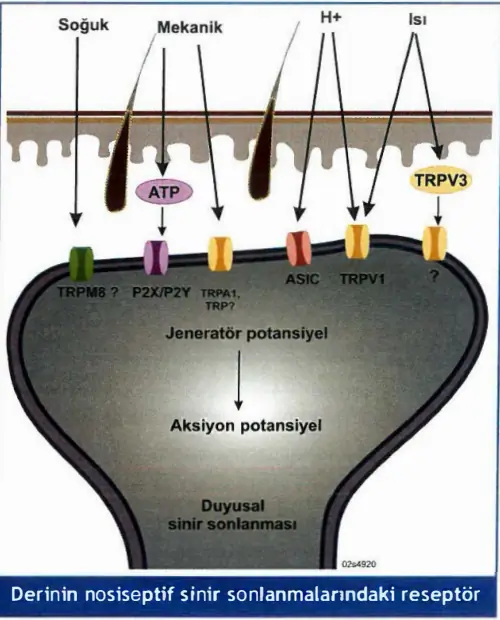 Soğuk Mekanik H+ Isı
TRPV3
ATP
TRPM8 ? P2X/P2Y TRPA1, ASIC TRPV1 ?
TRP?
Jeneratör potansiyel
Aksiyon potansiyel
Duyusal
sinir sonlanması
02s4920
Derinin nosiseptif sinir sonlanmalarındaki reseptör